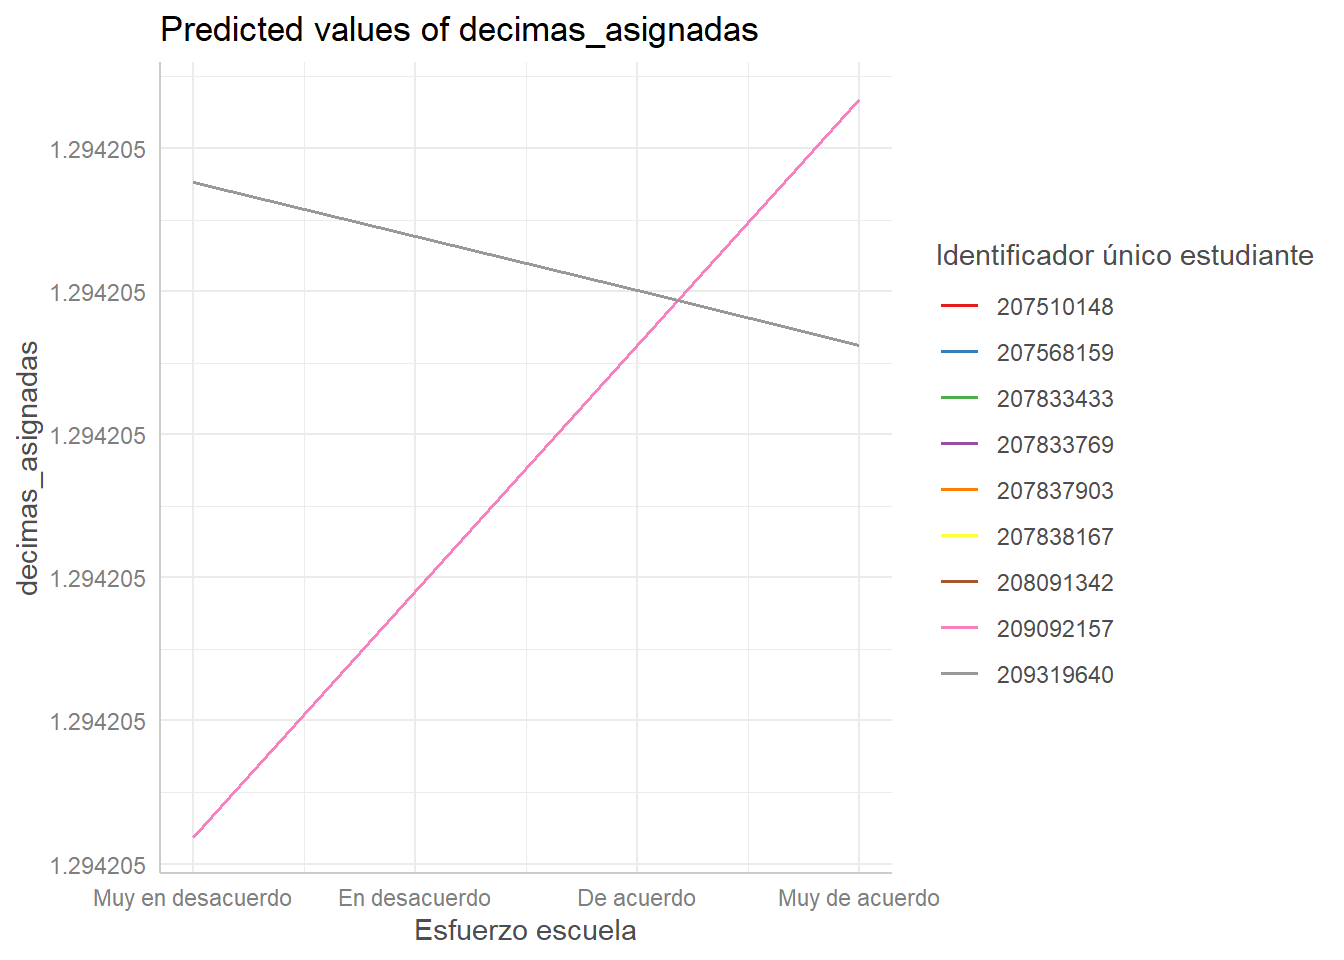 Predicted values of decimas_asignadas
1.294205
1.294205
1.294205
1.294205
1.294205
1.294205
decimas_asignadas
Muy en desacuerdo
En desacuerdo
De acuerdo
Muy de acuerdo
Esfuerzo escuela
Identificador único estudiante
207510148
207568159
207833433
207833769
207837903
207838167
208091342
209092157
209319640